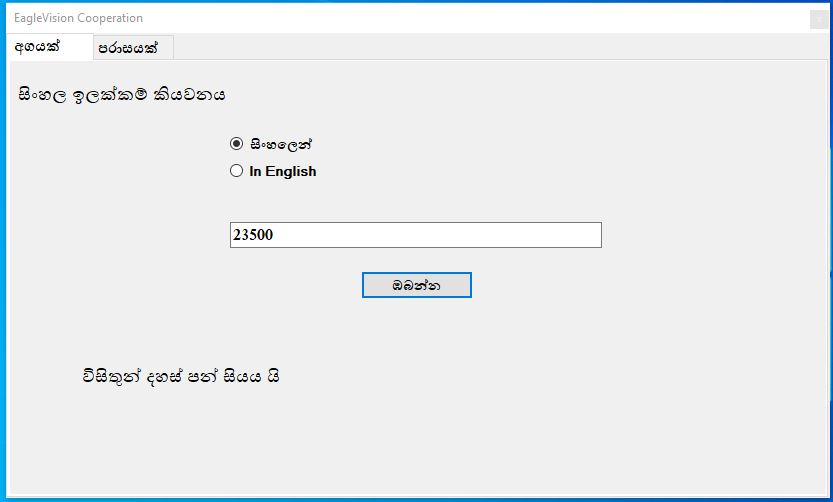 EagleVision Cooperation
අගයක් පරාසයක්
සිංහල ඉලක්කම් කියවනය
සිංහලෙන්
In English
23500
ඔබන්න
විසිතුන් දහස් පන් සියය යි